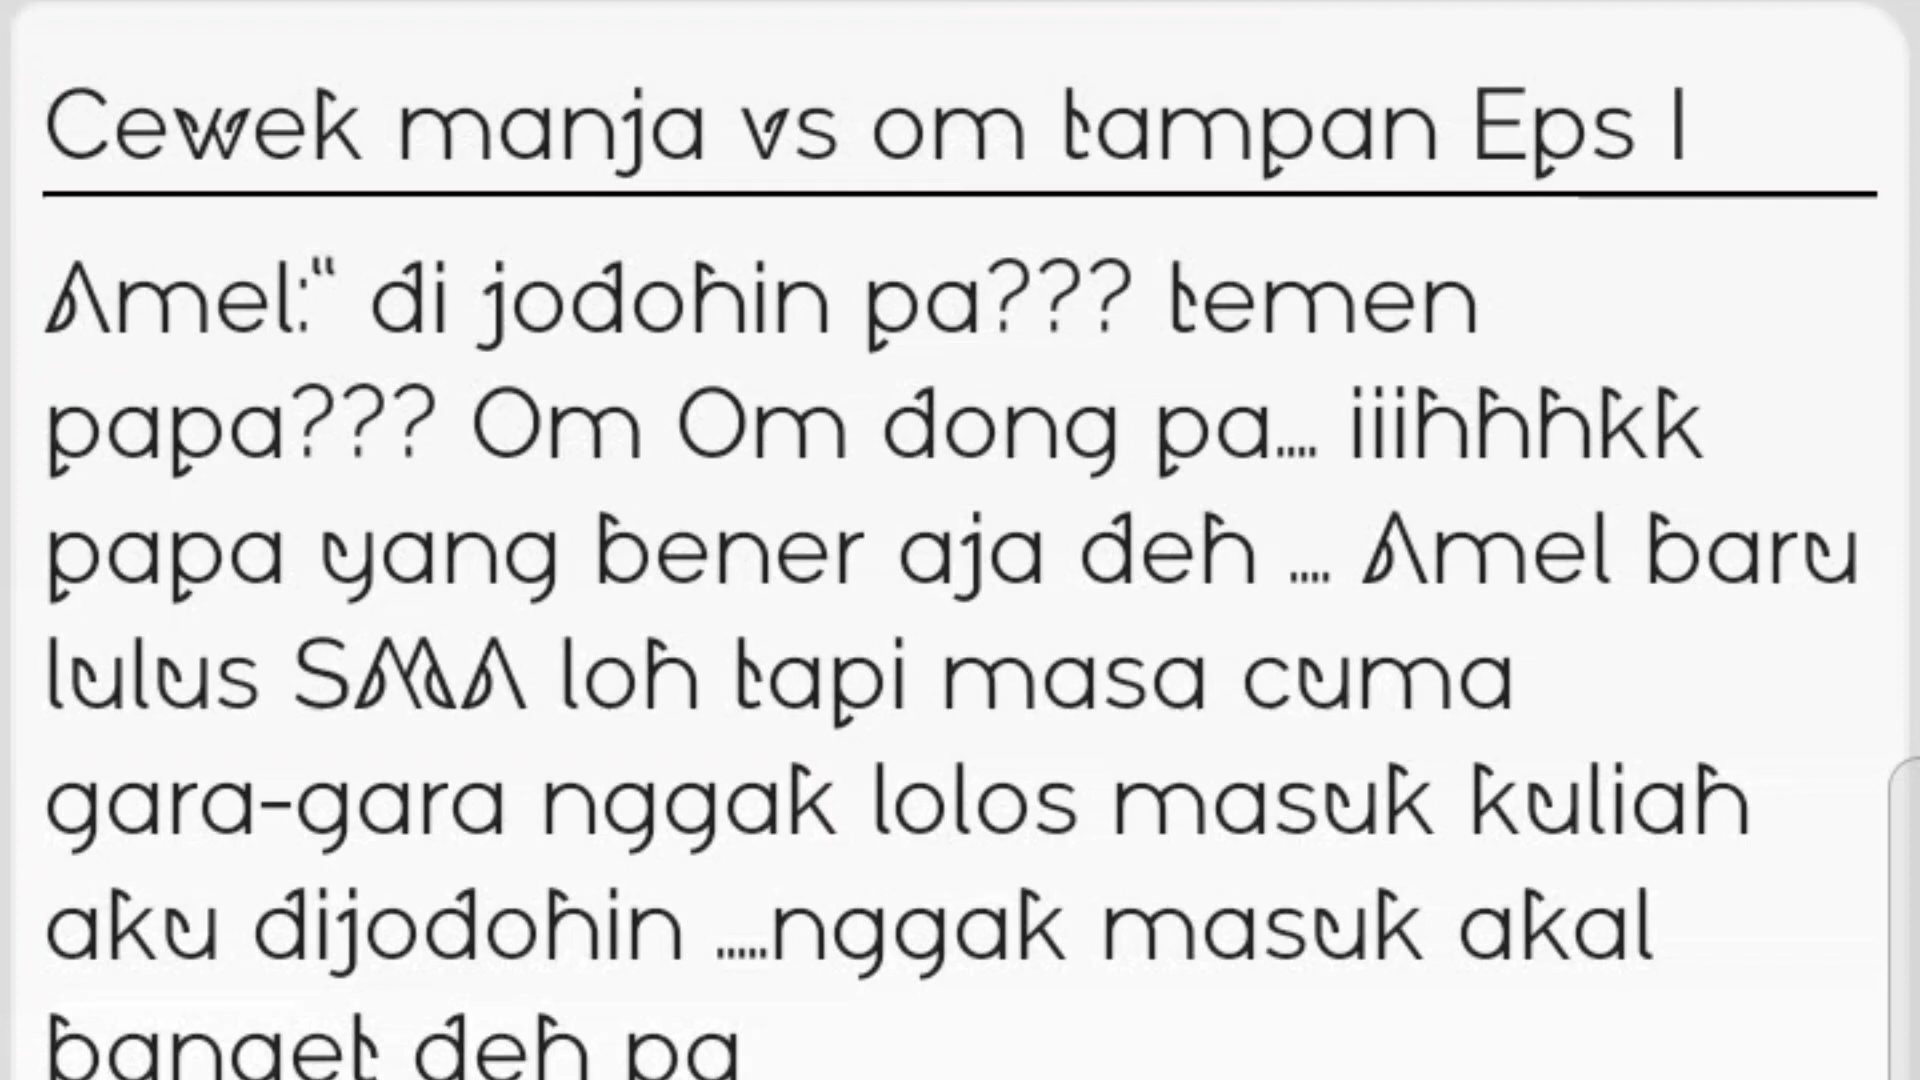 Cewek manja vs om tampan Eps I
Amel:“ di jodohin pa??? temen
papa??? Om Om dong pa.... iiihhhkk
papa yang bener aja deh .... Amel baru
lulus SMA loh tapi masa cuma
gara-gara nggak lolos masuk kuliah
aku dijodohin .....nggak masuk akal
banget deh pa